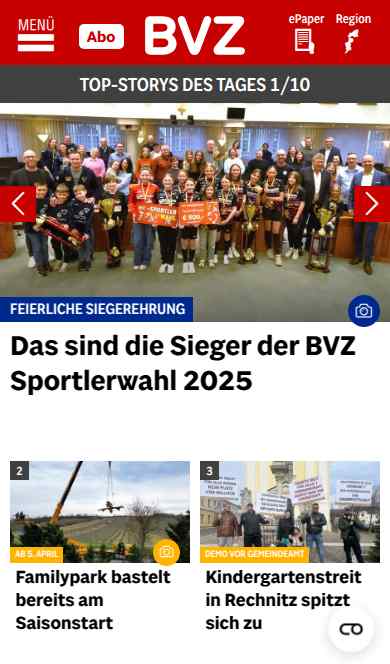 MENÜ
Abo
BVZ
ePaper
Region
TOP-STORYS DES TAGES 1/10
FEIERLICHE SIEGEREHRUNG
Das sind die Sieger der BVZ
Sportlerwahl 2025
2
AB 5. APRIL
Familypark bastelt
bereits am
Saisonstart
3
DEMO VOR GEMEINDEAMT
Kindergartenstreit
in Rechnitz spitzt
sich zu